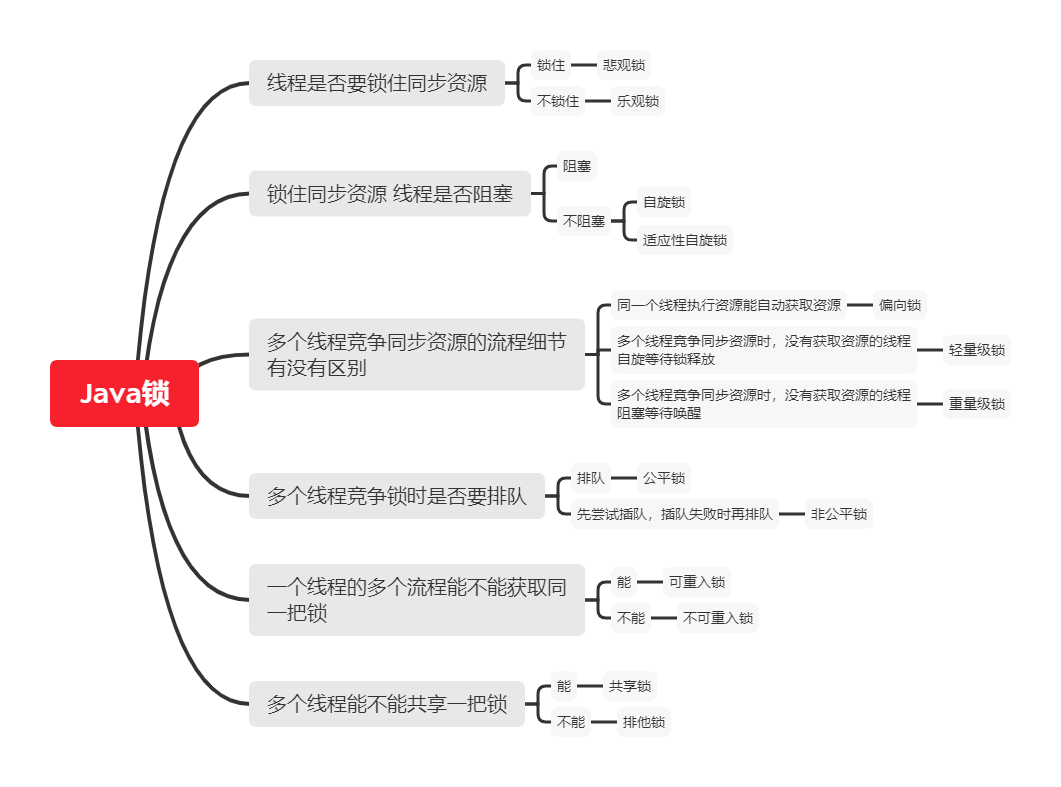 Java锁
线程是否要锁住同步资源
锁住
悲观锁
不锁住
乐观锁
锁住同步资源 线程是否阻塞
阻塞
不阻塞
自旋锁
适应性自旋锁
多个线程竞争同步资源的流程细节
有没有区别
同一个线程执行资源能自动获取资源
偏向锁
多个线程竞争同步资源时，没有获取资源的线程
自旋等待锁释放
轻量级锁
多个线程竞争同步资源时，没有获取资源的线程
阻塞等待唤醒
重量级锁
多个线程竞争锁时是否要排队
排队
公平锁
先尝试插队，插队失败时再排队
非公平锁
一个线程的多个流程能不能获取同
一把锁
能
可重入锁
不能
不可重入锁
多个线程能不能共享一把锁
能
共享锁
不能
排他锁